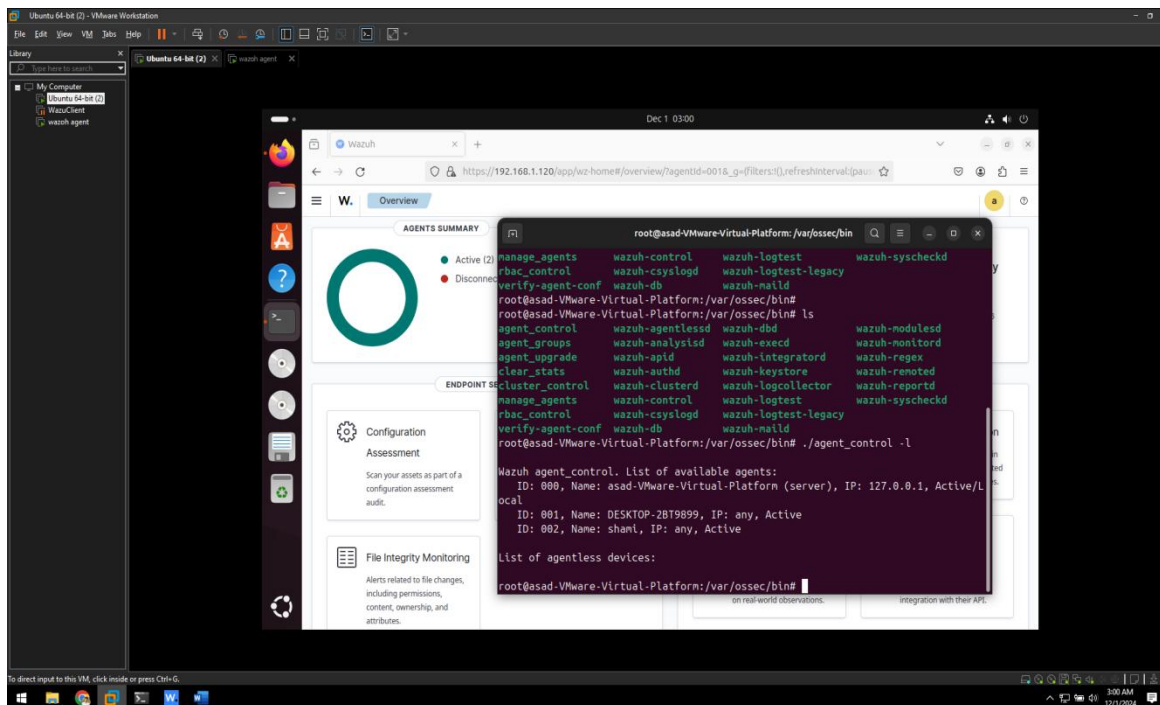 Ubuntu 64-bit (2) - VMware Workstation
File Edit View VM Tabs Help
Library
Type here to search
My Computer
Ubuntu 64-bit (2)
WazuClient
wazoh agent
Ubuntu 64-bit (2)
wazoh agent
Dec 1 03:00
Wazuh
https://192.168.1.120/app/wz-home#/overview/?agentId=001&_g=(filters:!(),refreshInterval:(paus
W. Overview
a
AGENTS SUMMARY
Active (2)
Disconnec
ENDPOINT SE
Configuration
Assessment
Scan your assets as part of a
configuration assessment
audit.
File Integrity Monitoring
Alerts related to file changes,
including permissions,
content, ownership, and
attributes.
root@asad-VMware-Virtual-Platform: /var/ossec/bin
manage_agents wazuh-control wazuh-logtest wazuh-syscheckd
rbac_control wazuh-csyslogd wazuh-logtest-legacy
verify-agent-conf wazuh-db wazuh-maild
root@asad-VMware-Virtual-Platform:/var/ossec/bin#
root@asad-VMware-Virtual-Platform:/var/ossec/bin# ls
agent_control wazuh-agentlessd wazuh-dbd wazuh-modulesd
agent_groups wazuh-analysisd wazuh-execd wazuh-monitord
agent_upgrade wazuh-apid wazuh-integratord wazuh-regex
clear_stats wazuh-authd wazuh-keystore wazuh-remoted
cluster_control wazuh-clusterd wazuh-logcollector wazuh-reportd
manage_agents wazuh-control wazuh-logtest wazuh-syscheckd
rbac_control wazuh-csyslogd wazuh-logtest-legacy
verify-agent-conf wazuh-db wazuh-maild
root@asad-VMware-Virtual-Platform:/var/ossec/bin# ./agent_control -l
Wazuh agent_control. List of available agents:
ID: 000, Name: asad-VMware-Virtual-Platform (server), IP: 127.0.0.1, Active/L
ocal
ID: 001, Name: DESKTOP-2BT9899, IP: any, Active
ID: 002, Name: shami, IP: any, Active
List of agentless devices:
root@asad-VMware-Virtual-Platform:/var/ossec/bin#
on real-world observations.
integration with their API.
To direct input to this VM, click inside or press Ctrl+G.
3:00 AM
12/1/2024